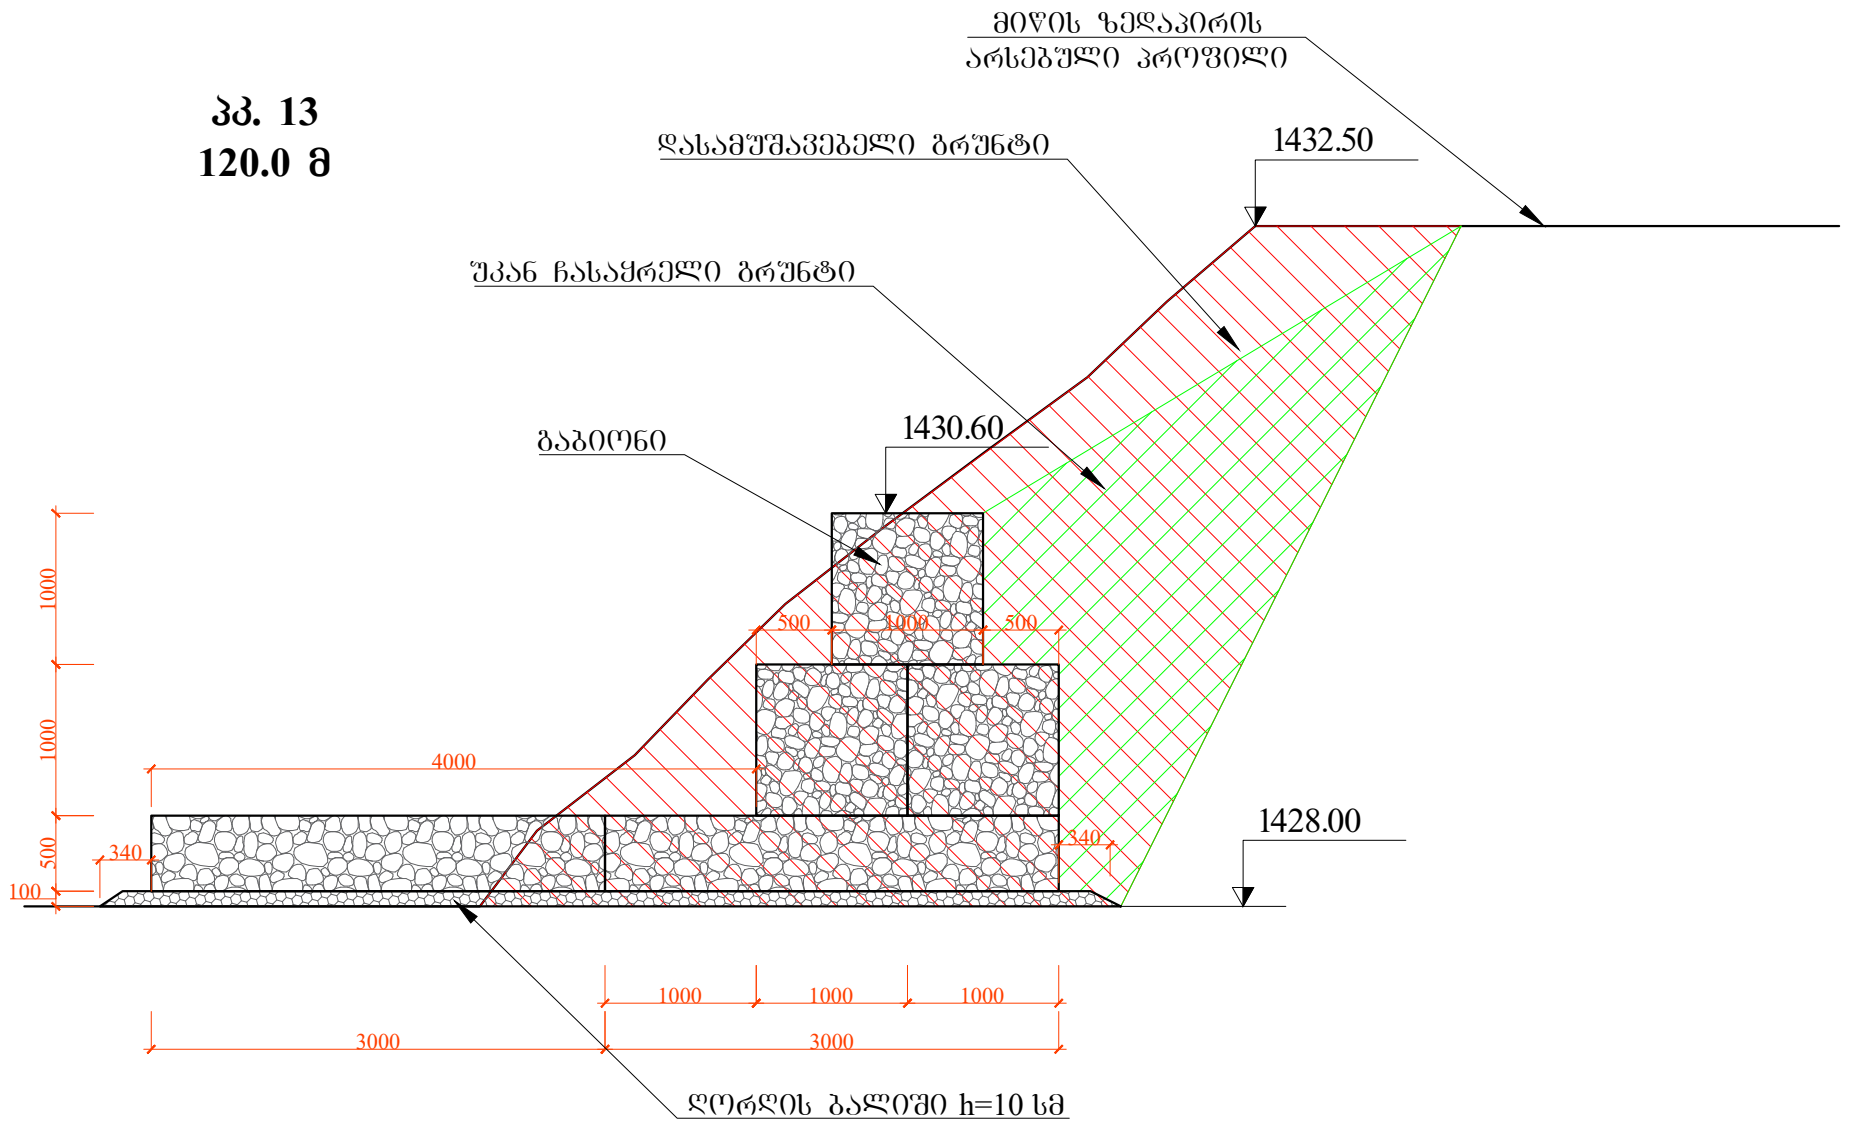 მიწის ზედაპირის
არსებული პროფილი
პკ. 13
120.0 მ
დასამუშავებელი გრუნტი
1432.50
უკან ჩასაყრელი გრუნტი
გაბიონი
1430.60
1000
500
1000
500
1000
4000
1428.00
500
340
340
100
1000
1000
1000
3000
3000
ღორღის ბალიში h=10 სმ